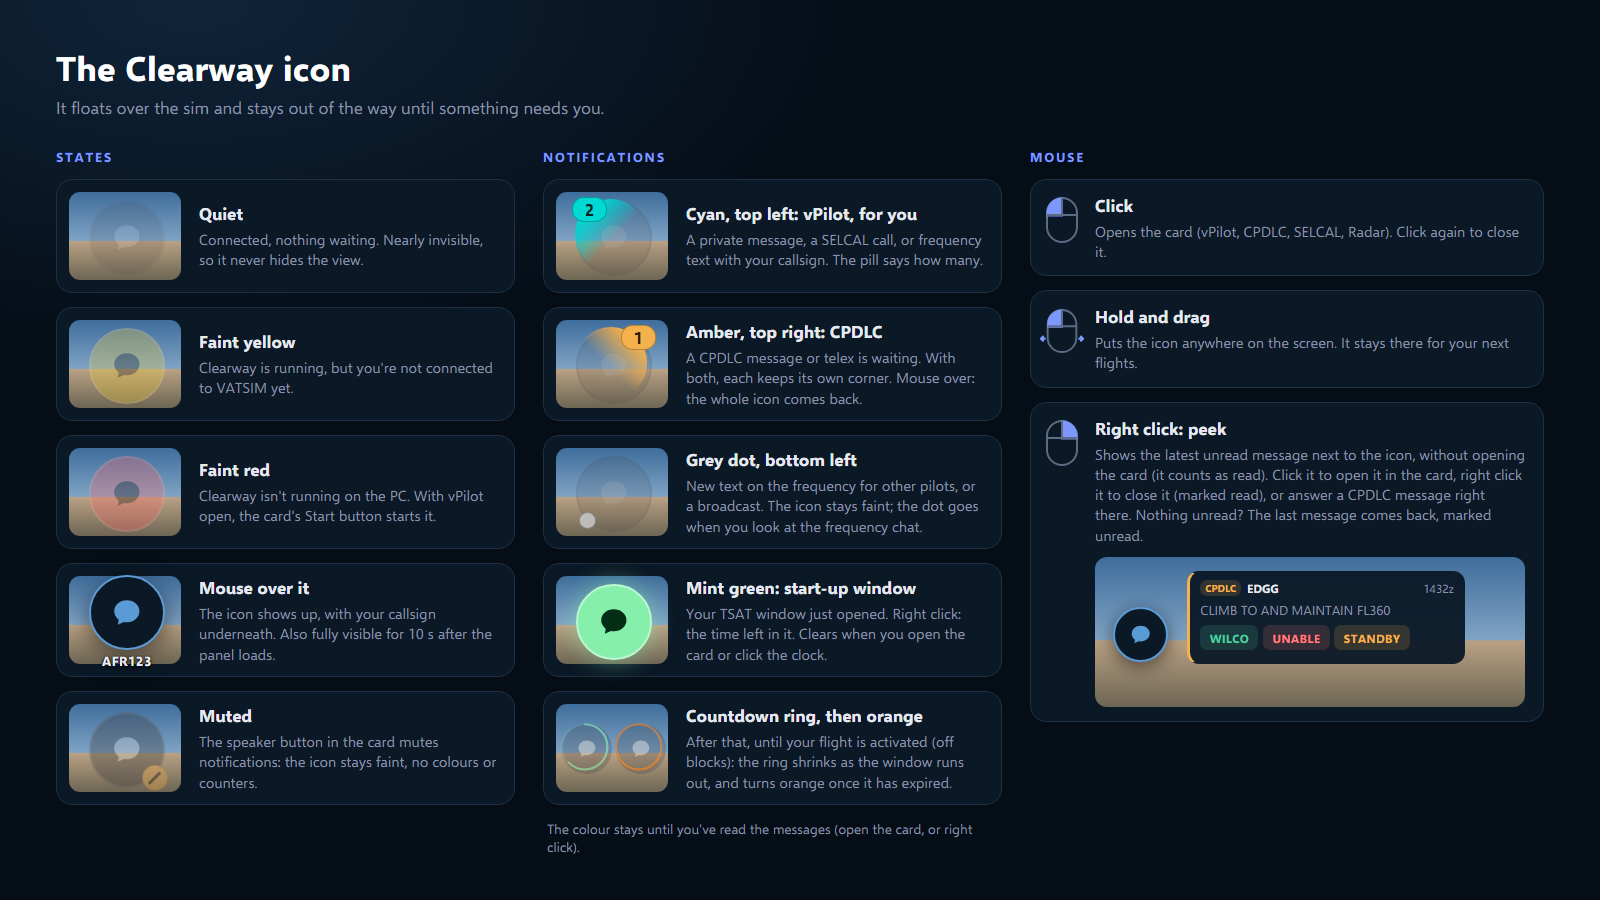 The Clearway icon
It floats over the sim and stays out of the way until something needs you.
STATES
Quiet
Connected, nothing waiting. Nearly invisible,
so it never hides the view.
Faint yellow
Clearway is running, but you're not connected
to VATSIM yet.
Faint red
Clearway isn't running on the PC. With vPilot
open, the card's Start button starts it.
AFR123
Mouse over it
The icon shows up, with your callsign
underneath. Also fully visible for 10 s after the
panel loads.
Muted
The speaker button in the card mutes
notifications: the icon stays faint, no colours or
counters.
NOTIFICATIONS
2
Cyan, top left: vPilot, for you
A private message, a SELCAL call, or frequency
text with your callsign. The pill says how many.
1
Amber, top right: CPDLC
A CPDLC message or telex is waiting. With
both, each keeps its own corner. Mouse over:
the whole icon comes back.
Grey dot, bottom left
New text on the frequency for other pilots, or
a broadcast. The icon stays faint; the dot goes
when you look at the frequency chat.
Mint green: start-up window
Your TSAT window just opened. Right click:
the time left in it. Clears when you open the
card or click the clock.
Countdown ring, then orange
After that, until your flight is activated (off
blocks): the ring shrinks as the window runs
out, and turns orange once it has expired.
The colour stays until you've read the messages (open the card, or right
click).
MOUSE
Click
Opens the card (vPilot, CPDLC, SELCAL, Radar). Click again to close
it.
Hold and drag
Puts the icon anywhere on the screen. It stays there for your next
flights.
Right click: peek
Shows the latest unread message next to the icon, without opening
the card (it counts as read). Click it to open it in the card, right click
it to close it (marked read), or answer a CPDLC message right
there. Nothing unread? The last message comes back, marked
unread.
CPDLC EDGG 1432z
CLIMB TO AND MAINTAIN FL360
WILCO UNABLE STANDBY